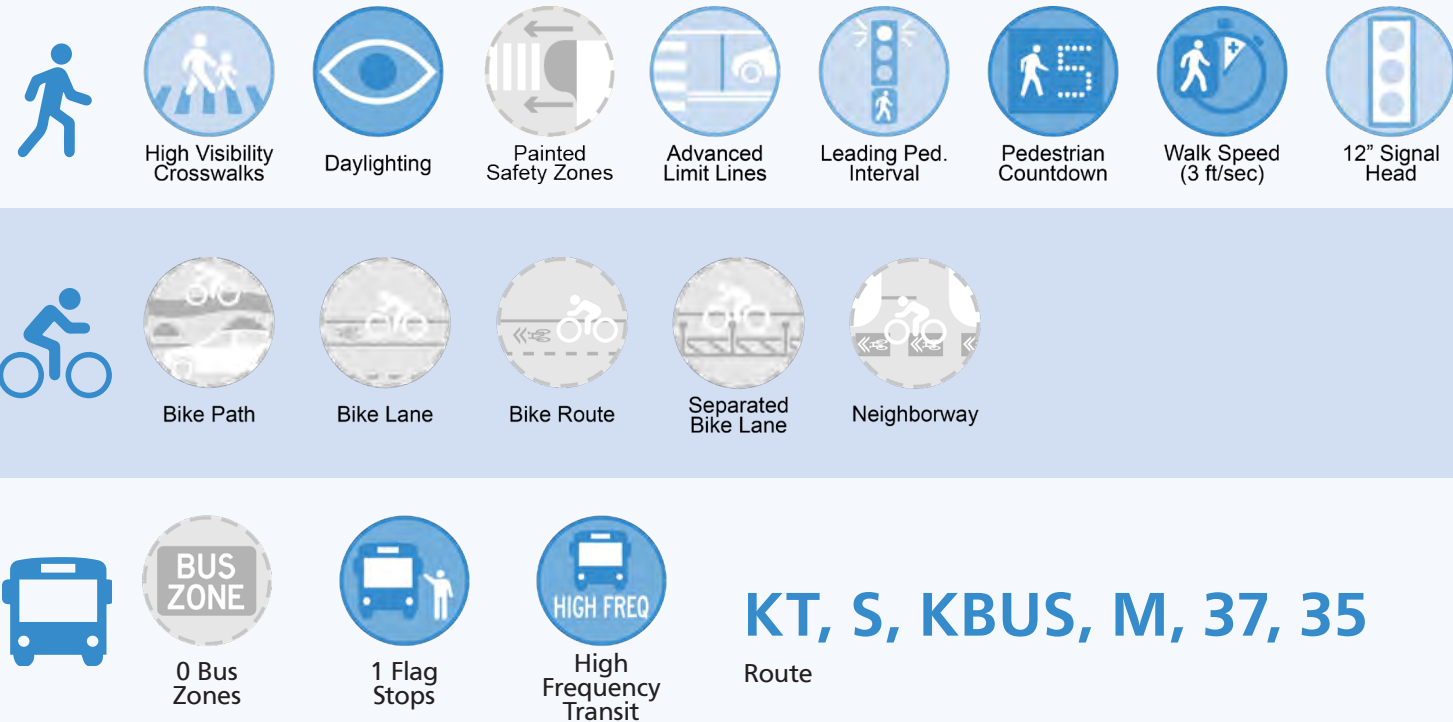 High Visibility
Crosswalks
Daylighting
Painted
Safety Zones
Advanced
Limit Lines
Leading Ped.
Interval
5
Pedestrian
Countdown
Walk Speed
(3 ft/sec)
12” Signal
Head
Bike Path
Bike Lane
Bike Route
Separated
Bike Lane
Neighborway
BUS
ZONE
0 Bus
Zones
1 Flag
Stops
HIGH FREQ
High
Frequency
Transit
KT, S, KBUS, M, 37, 35
Route